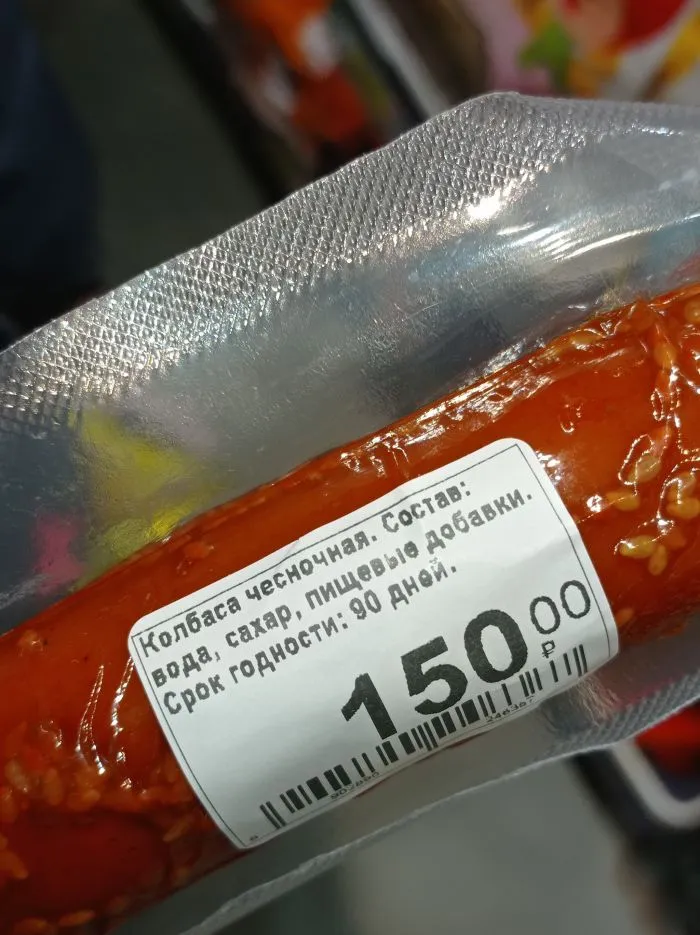 Колбаса чесночная. Состав:
вода, сахар, пищевые добавки.
Срок годности: 90 дней.
150 00
₽